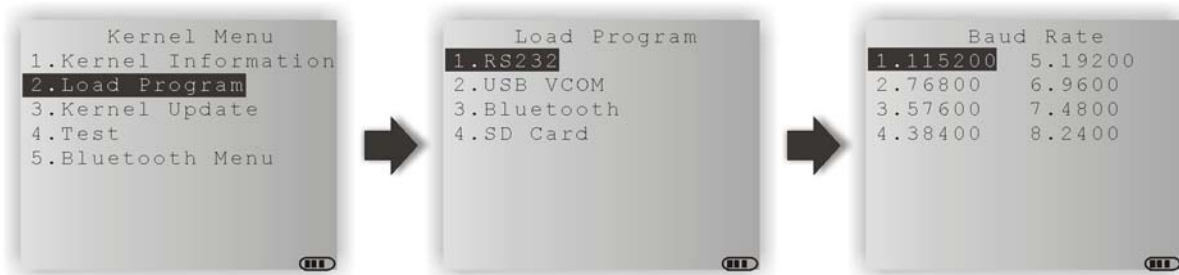 Kernel Menu
1.Kernel Information
2.Load Program
3.Kernel Update
4.Test
5.Bluetooth Menu
Load Program
1.RS232
2.USB VCOM
3.Bluetooth
4.SD Card
Baud Rate
1.115200 5.19200
2.76800 6.9600
3.57600 7.4800
4.38400 8.2400